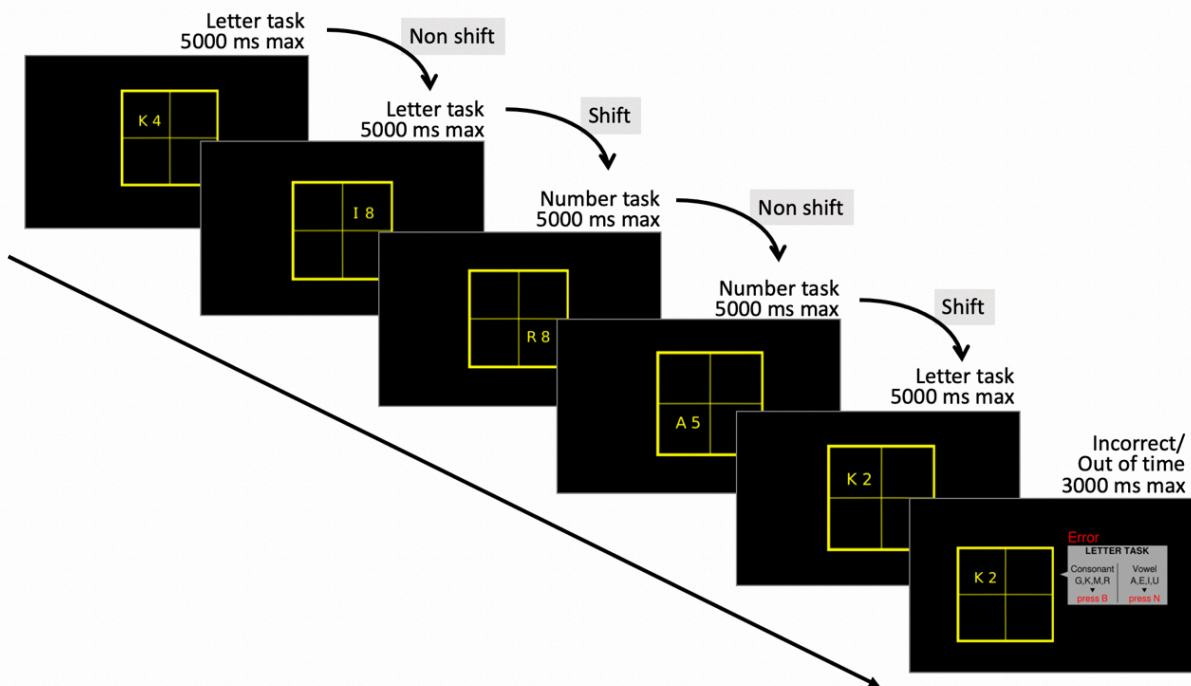 Letter task
5000 ms max
Non shift
K 4
Letter task
5000 ms max
Shift
I 8
Number task
5000 ms max
Non shift
R 8
Number task
5000 ms max
Shift
A 5
Letter task
5000 ms max
K 2
Incorrect/
Out of time
3000 ms max
Error
LETTER TASK
Consonant Vowel
G,K,M,R A,E,I,U
press B press N
K 2